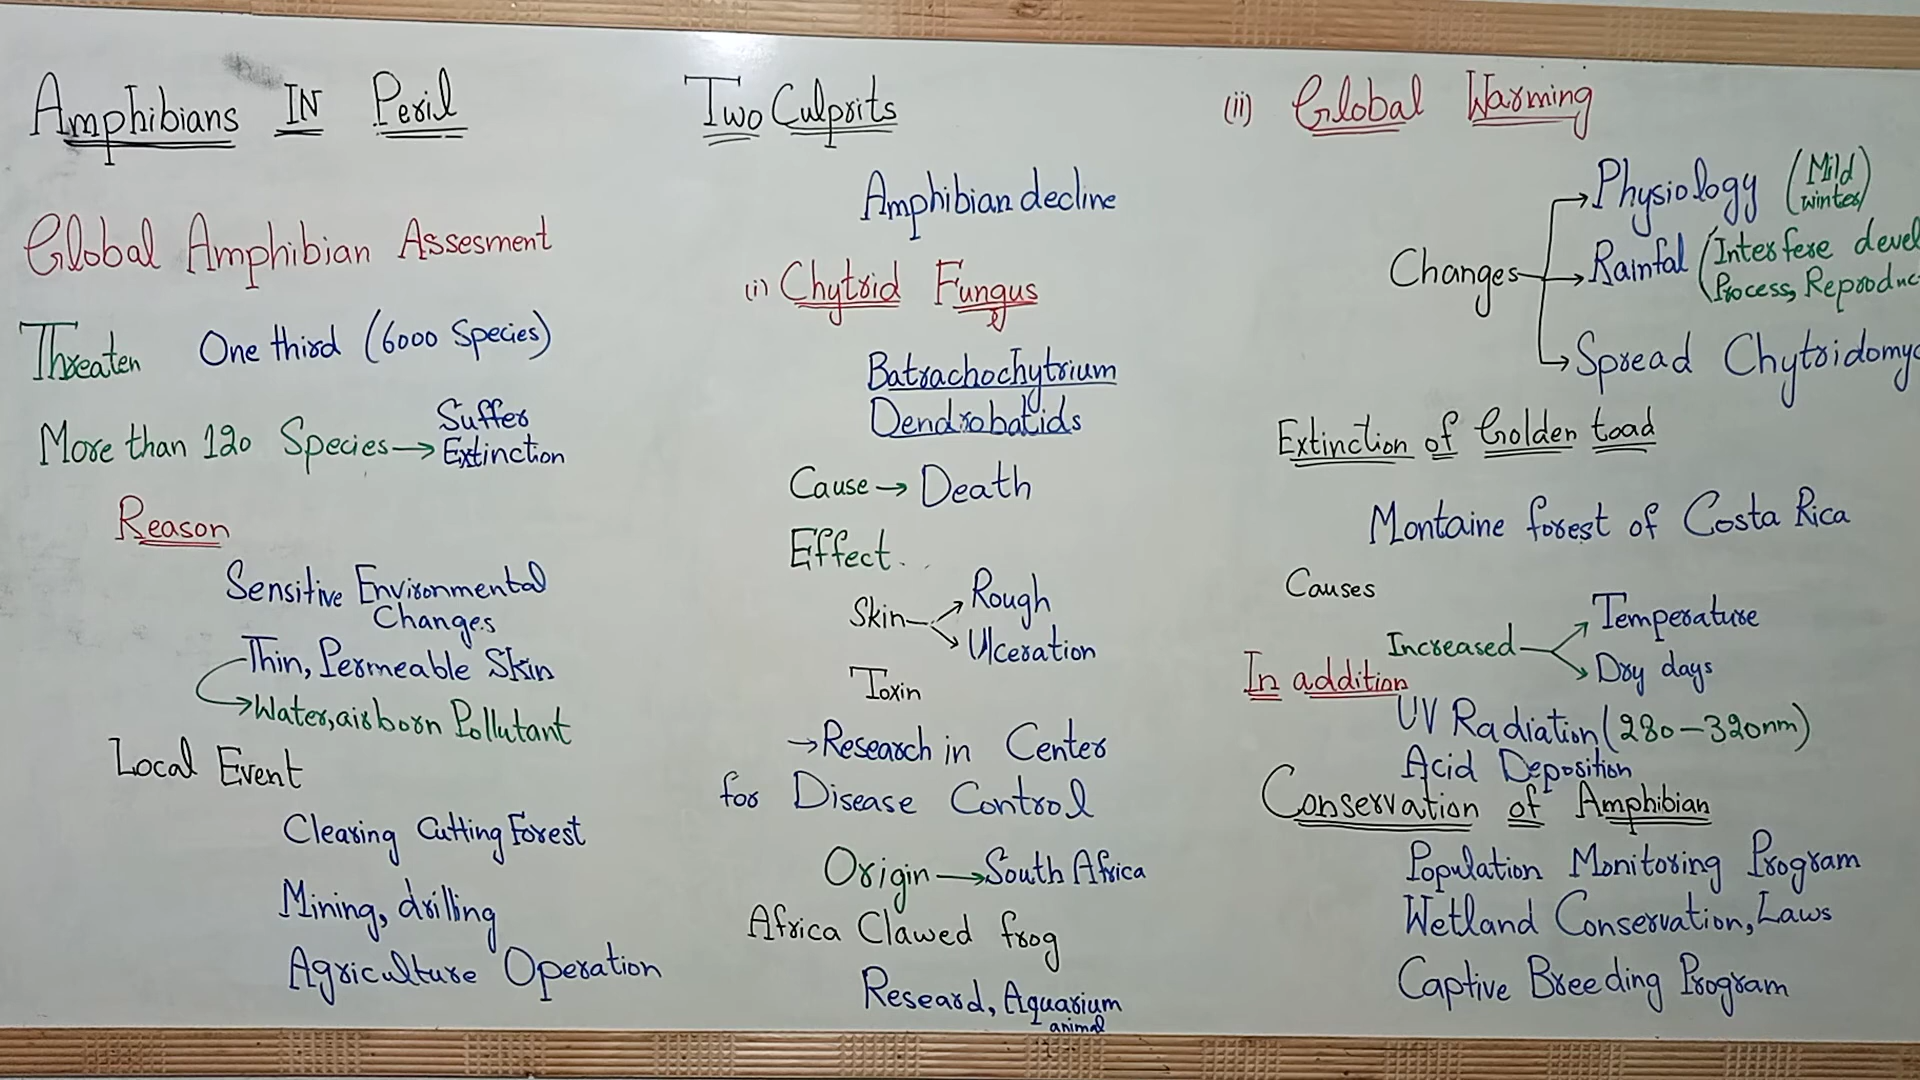 Amphibians IN Peril
Global Amphibian Assesment
Threaten One third (6000 Species)
More than 120 Species → Suffer
Extinction
Reason
Sensitive Environmental
Changes
Thin, Permeable Skin
→ Water, airborn Pollutant
Local Event
Clearing Cutting Forest
Mining, drilling
Agriculture Operation
Two Culprits
Amphibian decline
(i) Chytrid Fungus
Batrachochytrium
Dendrobatids
Cause → Death
Effect
Skin → Rough
→ Ulceration
Toxin
→ Research in Center
for Disease Control
Origin → South Africa
Africa Clawed frog
Researd, Aquarium
animal
(ii) Global Warming
Changes
→ Physiology (Mild
winter)
→ Rainfal (Interfere devel
Process, Reproduc
→ Spread Chytridomyc
Extinction of Golden toad
Montaine forest of Costa Rica
Causes
Increased → Temperature
→ Dry days
In addition
UV Radiation (280-320nm)
Acid Deposition
Conservation of Amphibian
Population Monitoring Program
Wetland Conservation, Laws
Captive Breeding Program